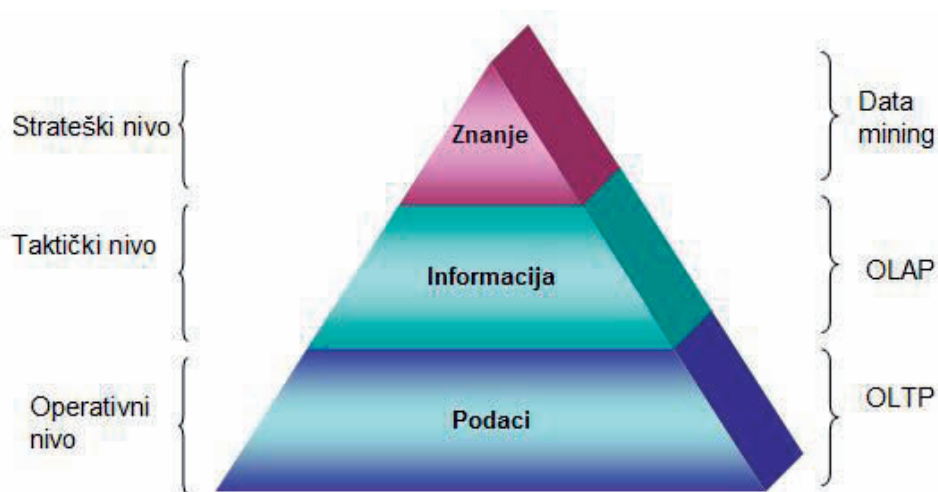 Strateški nivo
Znanje
Data
mining
Taktički nivo
Informacija
OLAP
Operativni
nivo
Podaci
OLTP